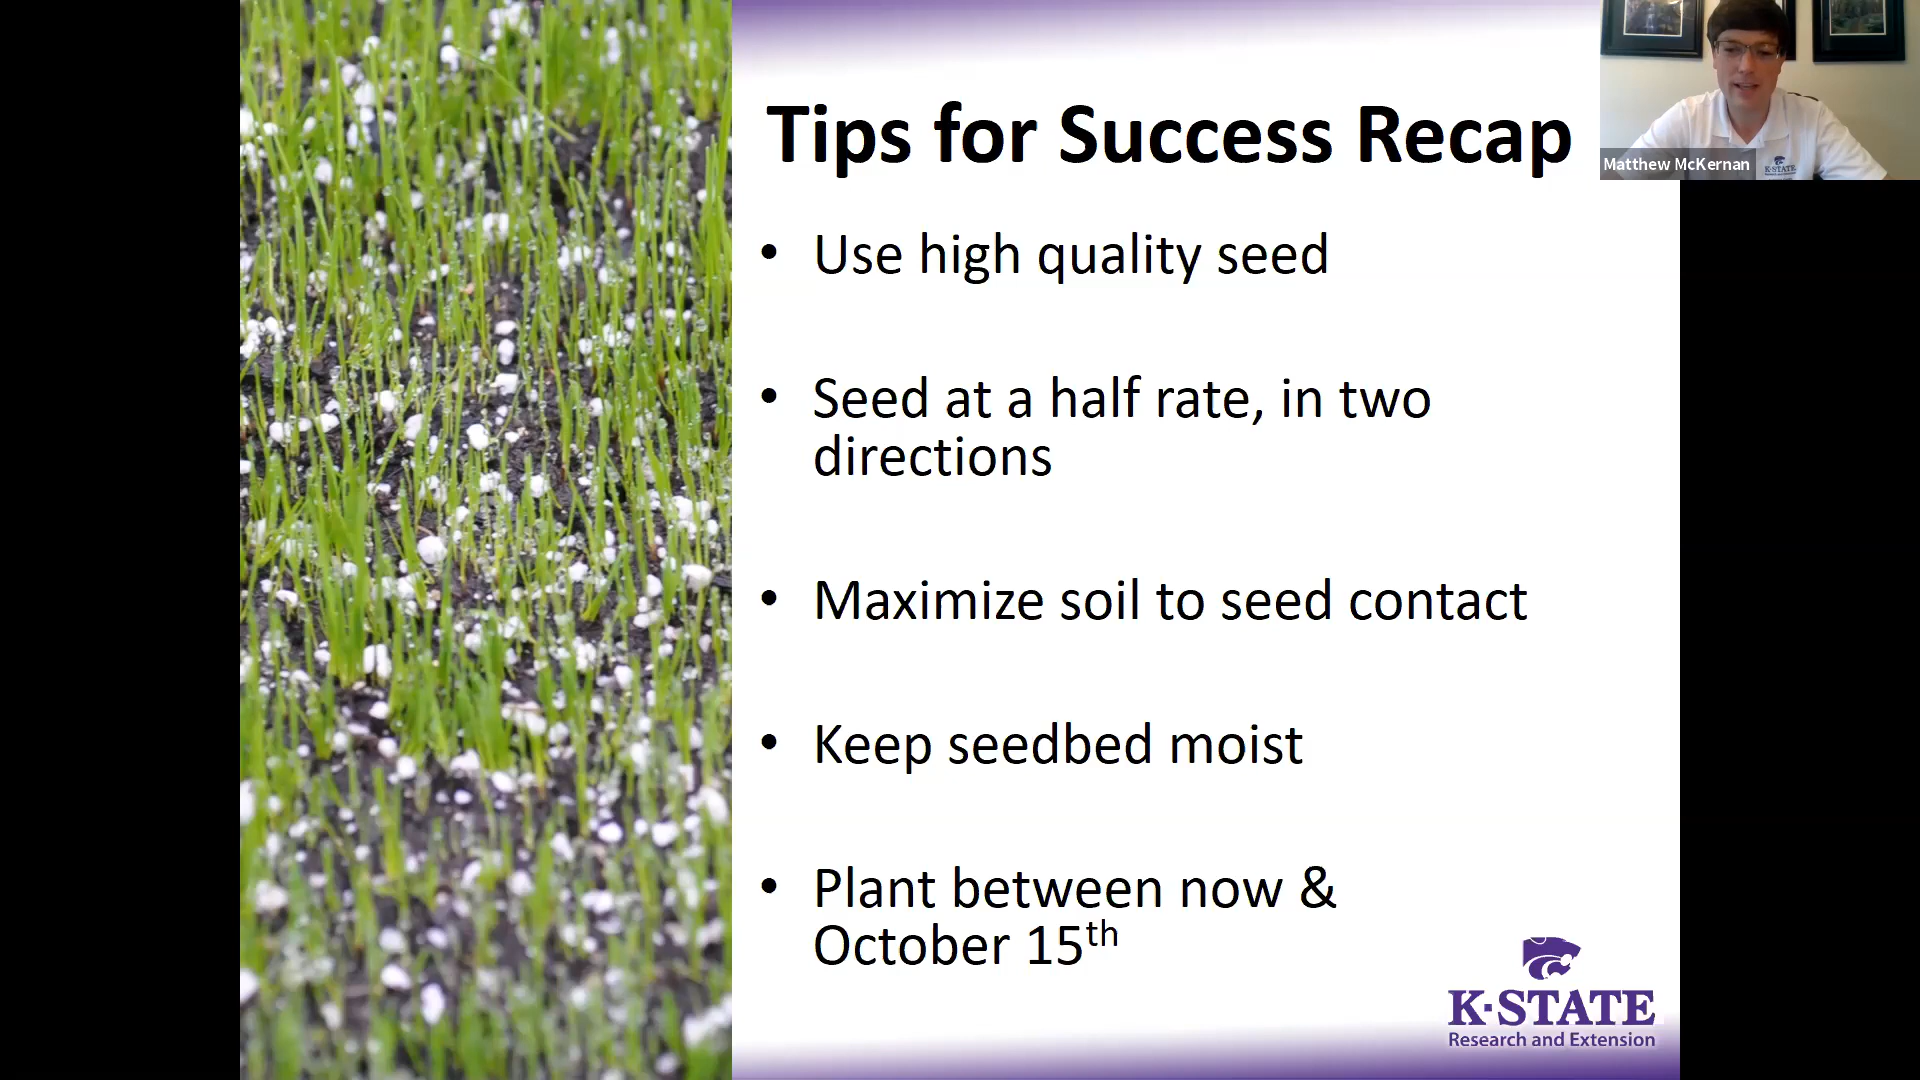 Tips for Success Recap
• Use high quality seed
• Seed at a half rate, in two
directions
• Maximize soil to seed contact
• Keep seedbed moist
• Plant between now &
October 15th
K-STATE
Research and Extension
Matthew McKernan
K-STATE